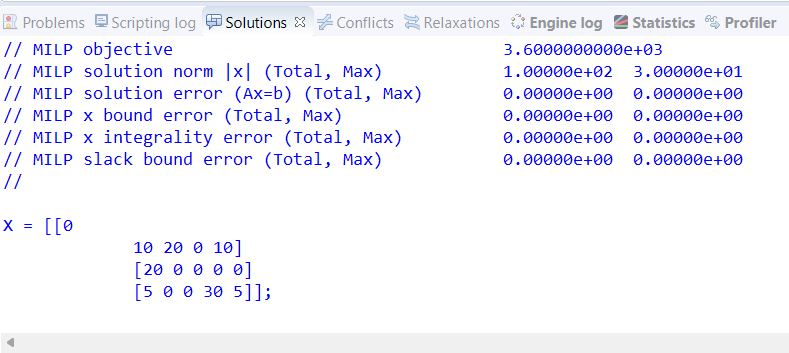 Problems Scripting log Solutions Conflicts Relaxations Engine log Statistics Profiler
// MILP objective 3.6000000000e+03
// MILP solution norm |x| (Total, Max) 1.00000e+02 3.00000e+01
// MILP solution error (Ax=b) (Total, Max) 0.00000e+00 0.00000e+00
// MILP x bound error (Total, Max) 0.00000e+00 0.00000e+00
// MILP x integrality error (Total, Max) 0.00000e+00 0.00000e+00
// MILP slack bound error (Total, Max) 0.00000e+00 0.00000e+00
//
X = [[0
10 20 0 10]
[20 0 0 0 0]
[5 0 0 30 5]];